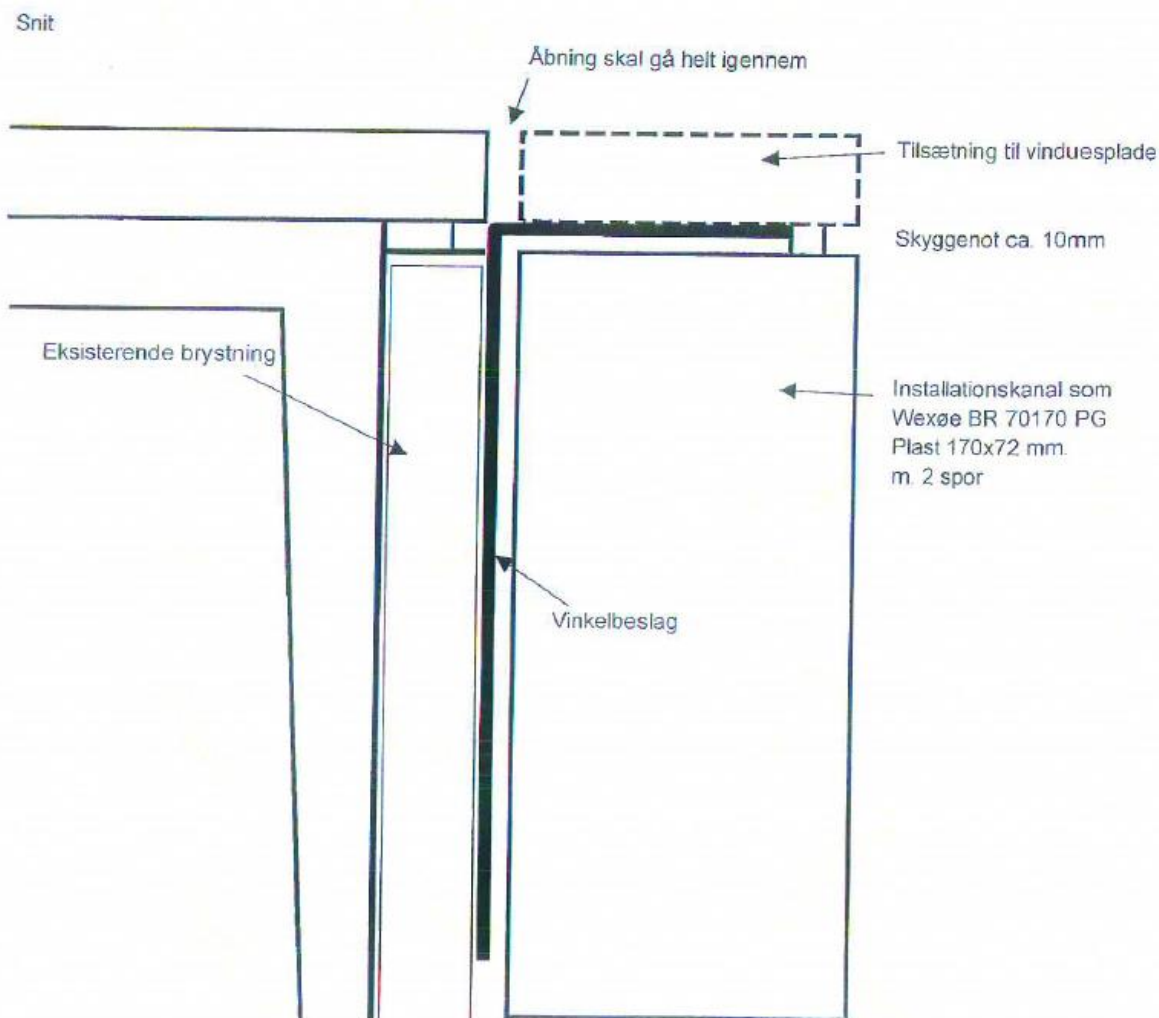 Snit
Åbning skal gå helt igennem
Tilsætning til vinduesplade
Skyggenot ca. 10mm
Eksisterende brystning
Installationskanal som
Wexøe BR 70170 PG
Plast 170x72 mm.
m. 2 spor
Vinkelbeslag